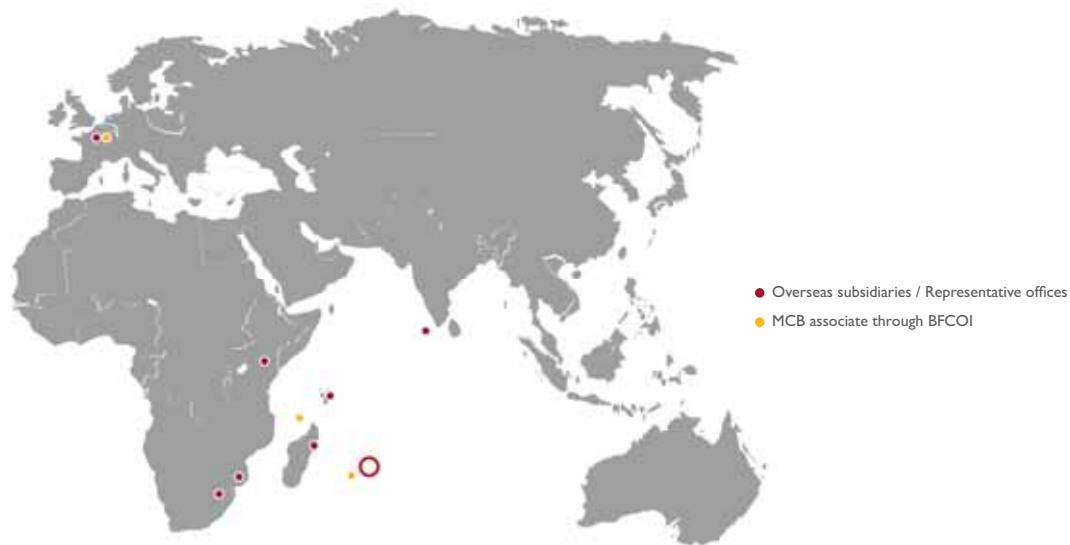 Overseas subsidiaries / Representative offices
MCB associate through BFCOI